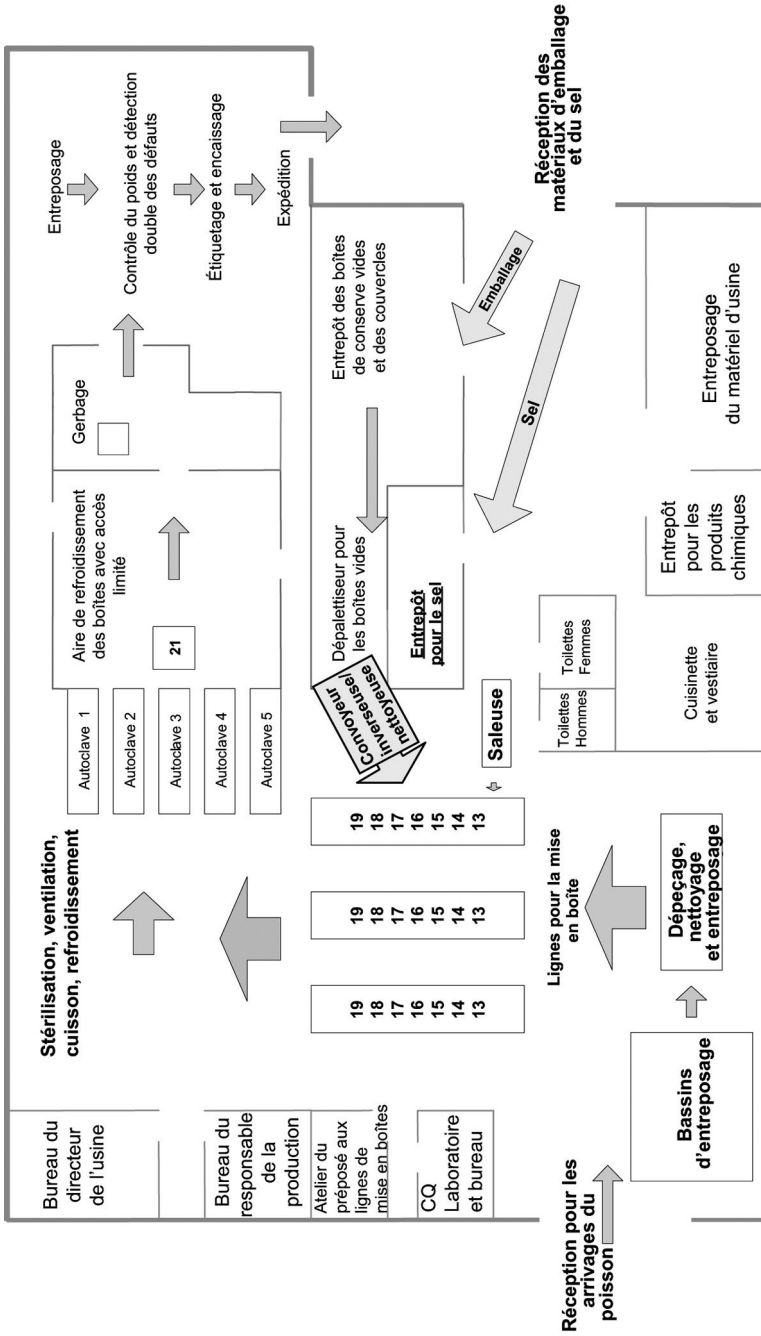 Entreposage
Contrôle du poids et détection
double des défauts
Étiquetage et encaissage
Expédition
Gerbage
Aire de refroidissement
des boîtes avec accès
limité
21
Autoclave 1
Autoclave 2
Autoclave 3
Autoclave 4
Autoclave 5
Stérilisation, ventilation,
cuisson, refroidissement
Bureau du
directeur
de l'usine
Bureau du
responsable
de la
production
Atelier du
préposé aux
lignes de
mise en boîtes
CQ
Laboratoire
et bureau
19
18
17
16
15
14
13
19
18
17
16
15
14
13
19
18
17
16
15
14
13
Convoyeur
inverseuse/
nettoyeuse
Dépalettiseur pour
les boîtes vides
Entrepôt des boîtes
de conserve vides
et des couvercles
Entrepôt
pour le sel
Saleuse
Emballage
Sel
Réception des
matériaux d'emballage
et du sel
Lignes pour la mise
en boîte
Toilettes
Hommes
Toilettes
Femmes
Cuisinette
et vestiaire
Entrepôt
pour les
produits
chimiques
Entreposage
du matériel d'usine
Dépeçage,
nettoyage
et entreposage
Bassins
d'entreposage
Réception pour les
arrivages du
poisson